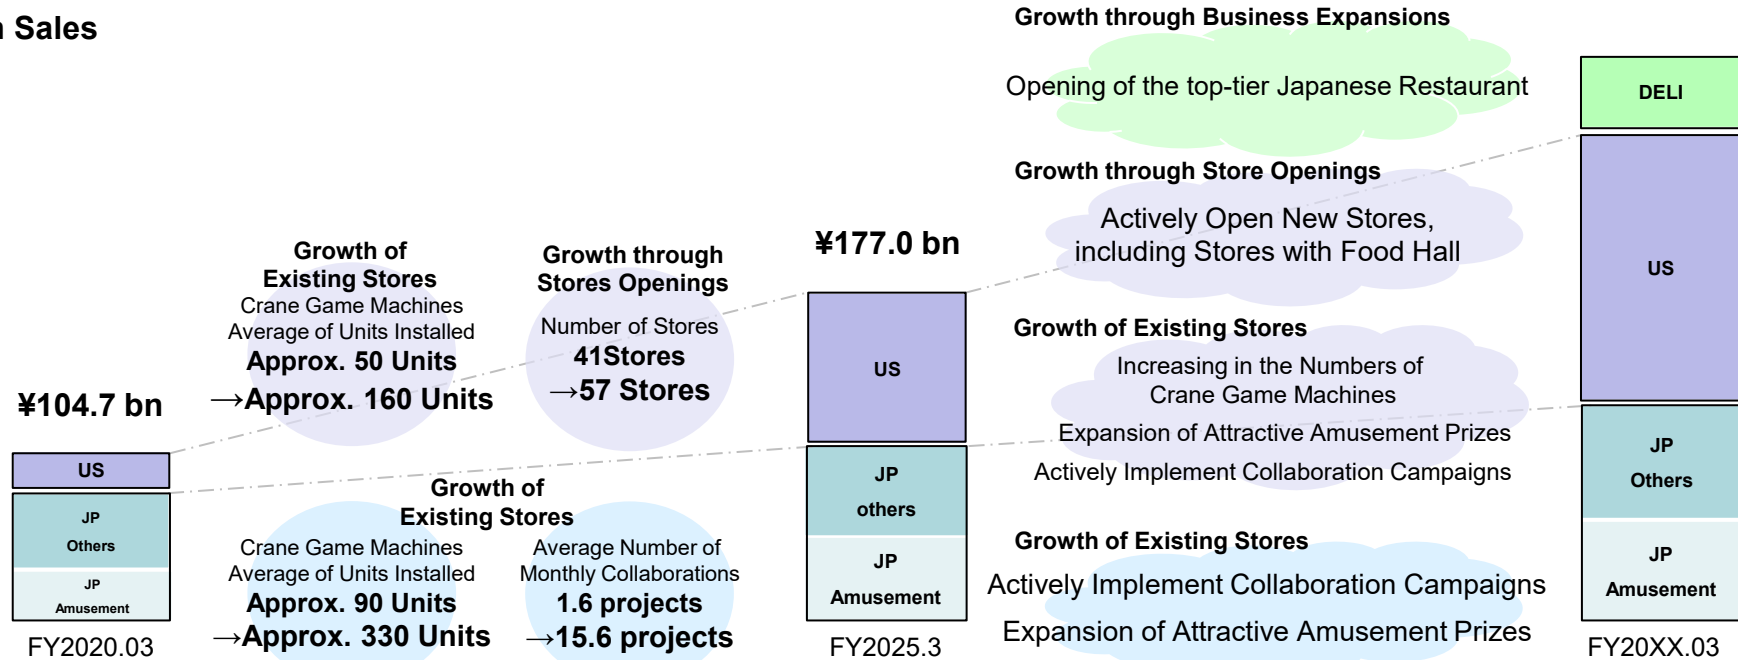 Sales
¥104.7 bn
US
JP
Others
JP
Amusement
FY2020.03
Growth of
Existing Stores
Crane Game Machines
Average of Units Installed
Approx. 50 Units
→Approx. 160 Units
Growth through
Stores Openings
Number of Stores
41Stores
→57 Stores
Growth of
Existing Stores
Crane Game Machines
Average of Units Installed
Approx. 90 Units
→Approx. 330 Units
Average Number of
Monthly Collaborations
1.6 projects
→15.6 projects
¥177.0 bn
US
JP
others
JP
Amusement
FY2025.3
Growth through Business Expansions
Opening of the top-tier Japanese Restaurant
Growth through Store Openings
Actively Open New Stores,
including Stores with Food Hall
Growth of Existing Stores
Increasing in the Numbers of
Crane Game Machines
Expansion of Attractive Amusement Prizes
Actively Implement Collaboration Campaigns
Growth of Existing Stores
Actively Implement Collaboration Campaigns
Expansion of Attractive Amusement Prizes
DELI
US
JP
Others
JP
Amusement
FY20XX.03